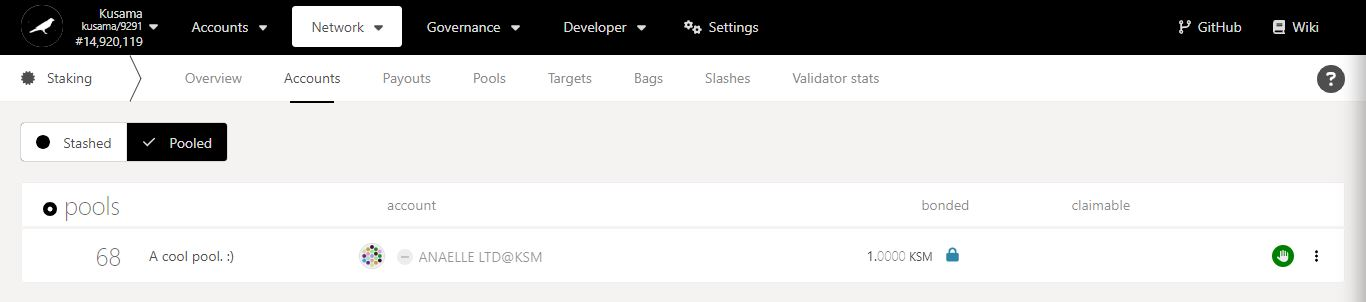 Kusama
kusama/9291
#14,920,119
Accounts
Network
Governance
Developer
Settings
GitHub
Wiki
Staking
Overview
Accounts
Payouts
Pools
Targets
Bags
Slashes
Validator stats
?
Stashed
Pooled
pools account bonded claimable
68 A cool pool. :) ANAELLE LTD@KSM 1.0000 KSM